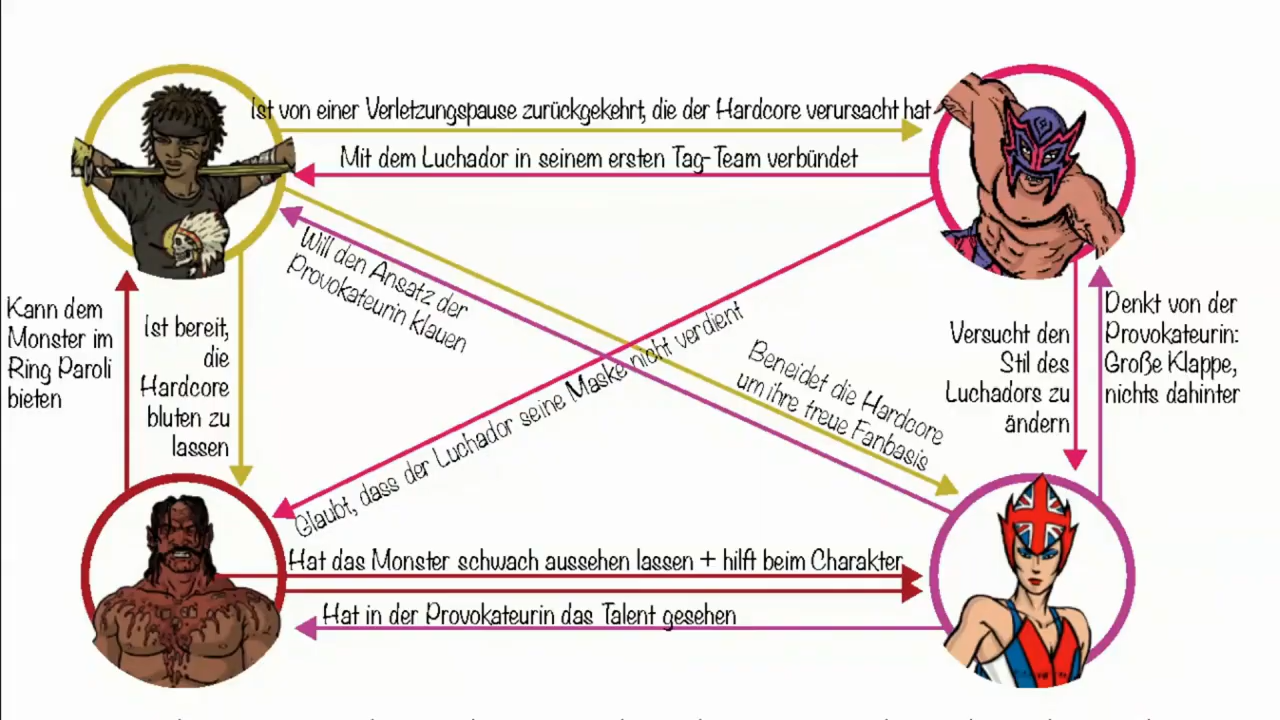 Ist von einer Verletzungspause zurückgekehrt, die der Hardcore verursacht hat
Mit dem Luchador in seinem ersten Tag-Team verbündet
Will den Ansatz der
Provokateurin klauen
Kann dem
Monster im
Ring Paroli
bieten
Ist bereit,
die
Hardcore
bluten zu
lassen
Glaubt, dass der Luchador seine Maske nicht verdient
Beneidet die Hardcore
um ihre treue Fanbasis
Versucht den
Stil des
Luchadors zu
ändern
Denkt von der
Provokateurin:
Große Klappe,
nichts dahinter
Hat das Monster schwach aussehen lassen + hilft beim Charakter
Hat in der Provokateurin das Talent gesehen